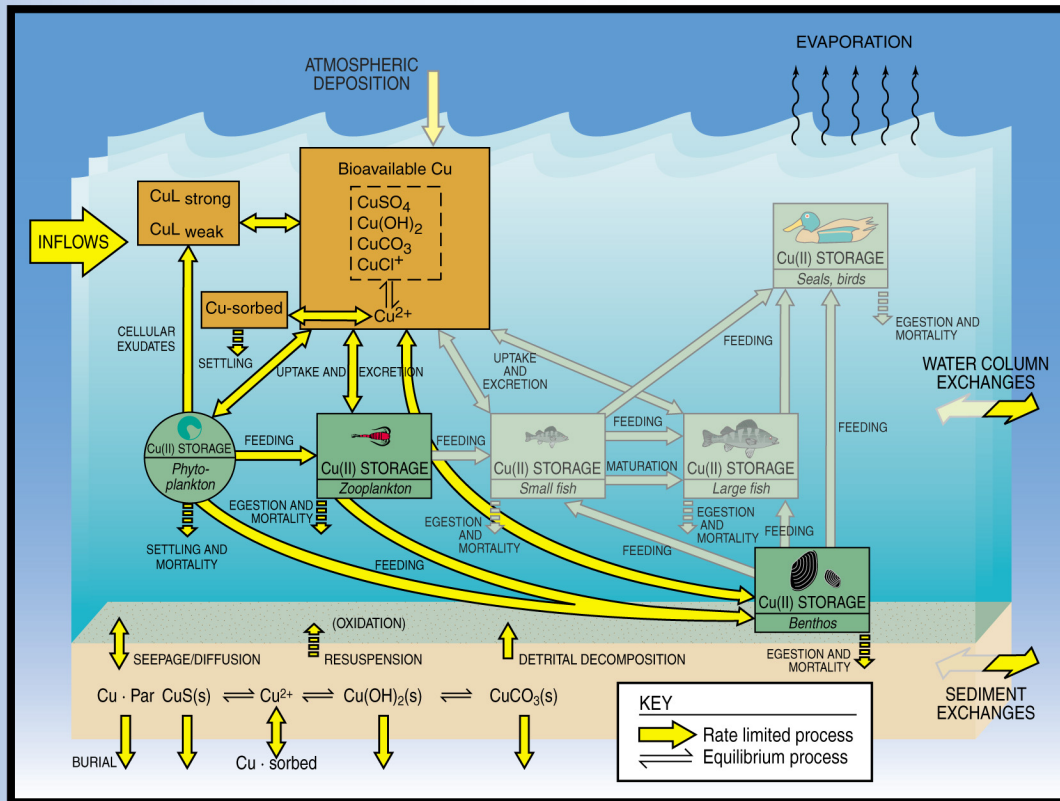 EVAPORATION
ATMOSPHERIC
DEPOSITION
Bioavailable Cu
CuSO4
Cu(OH)2
CuCO3
CuCl+
Cu2+
CuL strong
CuL weak
INFLOWS
Cu-sorbed
SETTLING
CELLULAR
EXUDATES
UPTAKE AND EXCRETION
UPTAKE
AND
EXCRETION
Cu(II) STORAGE
Seals, birds
EGESTION AND
MORTALITY
FEEDING
WATER COLUMN
EXCHANGES
Cu(II) STORAGE
Phyto-
plankton
FEEDING
Cu(II) STORAGE
Zooplankton
FEEDING
Cu(II) STORAGE
Small fish
FEEDING
MATURATION
Cu(II) STORAGE
Large fish
FEEDING
SETTLING AND
MORTALITY
EGESTION AND
MORTALITY
EGESTION
AND
MORTALITY
EGESTION
AND
MORTALITY
FEEDING
FEEDING
FEEDING
Cu(II) STORAGE
Benthos
EGESTION AND
MORTALITY
SEEPAGE/DIFFUSION
(OXIDATION)
RESUSPENSION
DETRITAL DECOMPOSITION
SEDIMENT
EXCHANGES
Cu · Par CuS(s) ⇌ Cu2+ ⇌ Cu(OH)2(s) ⇌ CuCO3(s)
BURIAL
Cu · sorbed
KEY
Rate limited process
Equilibrium process